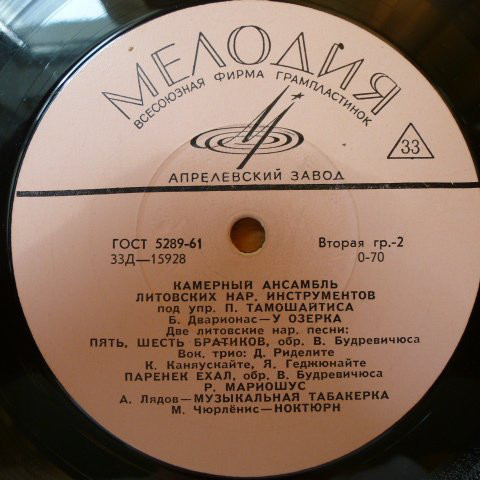 МЕЛОДИЯ
ВСЕСОЮЗНАЯ ФИРМА ГРАМПЛАСТИНОК
33
АПРЕЛЕВСКИЙ ЗАВОД
ГОСТ 5289-61 Вторая гр.-2
33Д—15928 0-70
КАМЕРНЫЙ АНСАМБЛЬ
ЛИТОВСКИХ НАР. ИНСТРУМЕНТОВ
под упр. П. ТАМОШАЙТИСА
Б. Дварионас—У ОЗЕРКА
Две литовские нар. песни:
ПЯТЬ, ШЕСТЬ БРАТИКОВ, обр. В. Будревичюса
Вок. трио: Д. Риделите
К. Каняускайте, Я. Геджюнайте
ПАРЕНЕК ЕХАЛ, обр. В. Будревичюса
Р. МАРИОШУС
А. Лядов—МУЗЫКАЛЬНАЯ ТАБАКЕРКА
М. Чюрлёнис—НОКТЮРН